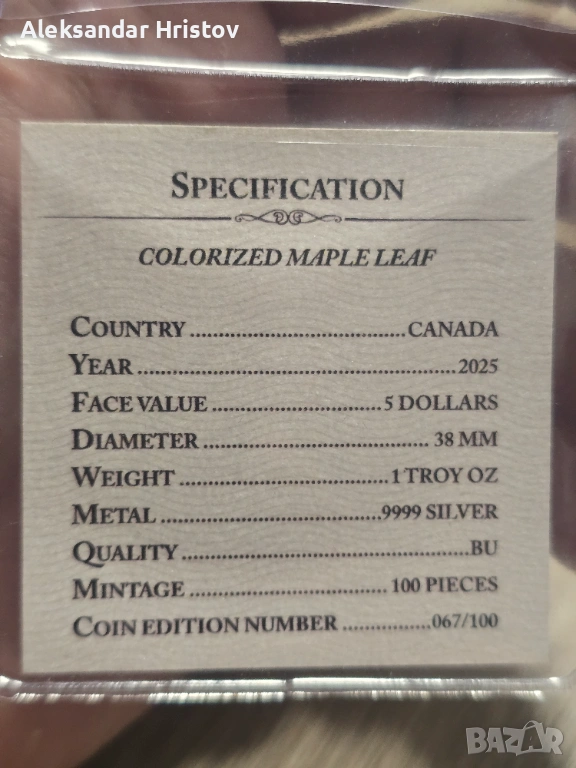 Aleksandar Hristov
SPECIFICATION
COLORIZED MAPLE LEAF
COUNTRY ........................................ CANADA
YEAR ........................................................... 2025
FACE VALUE ............................... 5 DOLLARS
DIAMETER ......................................... 38 MM
WEIGHT ...................................... 1 TROY OZ
METAL ........................................ 9999 SILVER
QUALITY ..................................................... BU
MINTAGE .................................... 100 PIECES
COIN EDITION NUMBER ................ 067/100
BAZAR